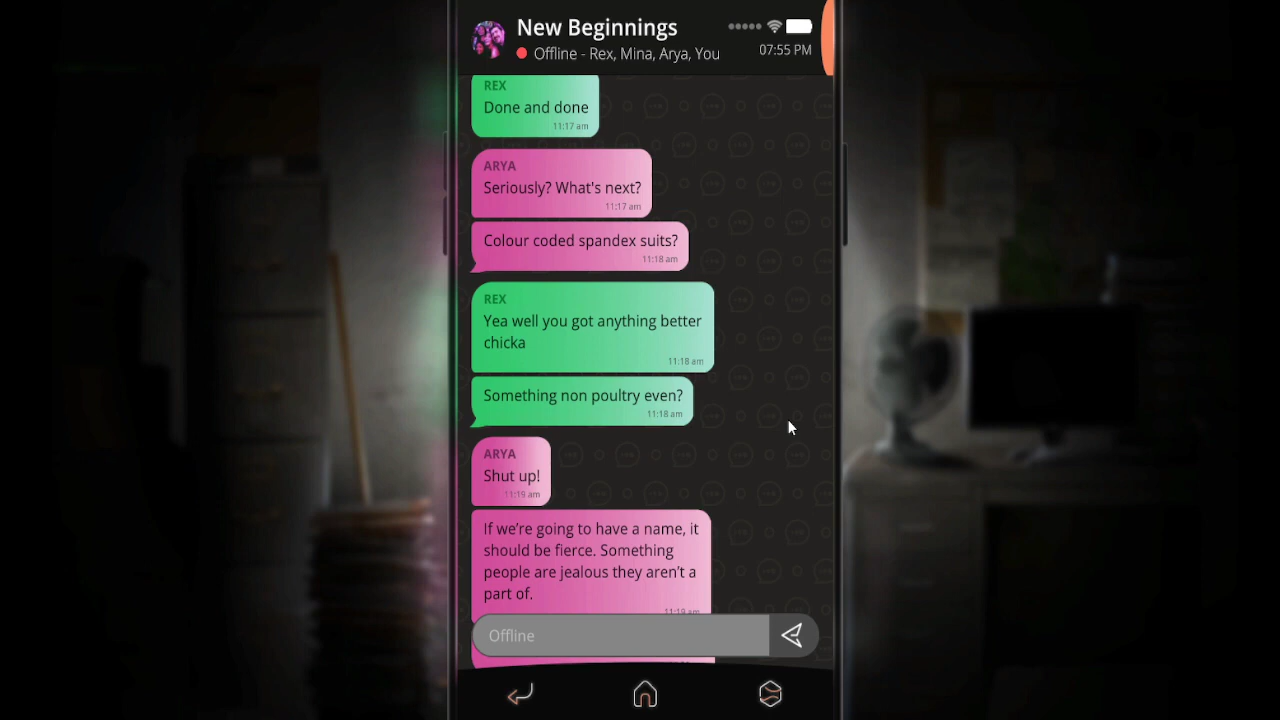 New Beginnings
Offline - Rex, Mina, Arya, You
07:55 PM
REX
Done and done
11:17 am
ARYA
Seriously? What's next?
11:17 am
Colour coded spandex suits?
11:18 am
REX
Yea well you got anything better
chicka
11:18 am
Something non poultry even?
11:18 am
ARYA
Shut up!
11:19 am
If we're going to have a name, it
should be fierce. Something
people are jealous they aren't a
part of.
11:19 am
Offline